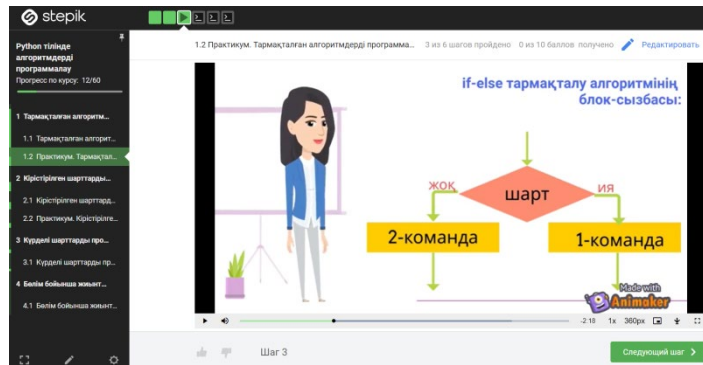 stepik
Python тілінде
алгоритмдерді
программалау
Прогресс по курсу: 12/60
1 Тармақталған алгоритм...
1.1 Тармақталған алгорит...
1.2 Практикум. Тармақтал...
2 Кірістірілген шарттарды...
2.1 Кірістірілген шарттард...
2.2 Практикум. Кірістірілге...
3 Күрделі шарттарды про...
3.1 Күрделі шарттарды пр...
4 Бөлім бойынша жиынт...
4.1 Бөлім бойынша жиынт...
1.2 Практикум. Тармақталған алгоритмдерді программа... 3 из 6 шагов пройдено 0 из 10 баллов получено Редактировать
if-else тармақталу алгоритмінің
блок-сызбасы:
жоқ
шарт
ия
2-команда
1-команда
Made with
Animaker
-2:18 1x 360px
Шаг 3
Следующий шаг